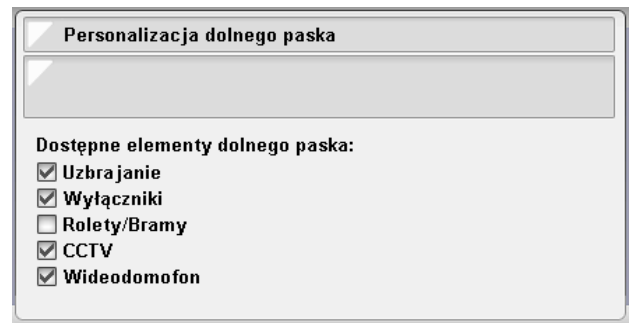 Personalizacja dolnego paska
Dostępne elementy dolnego paska:
Uzbrajanie
Wyłączniki
Rolety/Bramy
CCTV
Wideodomofon